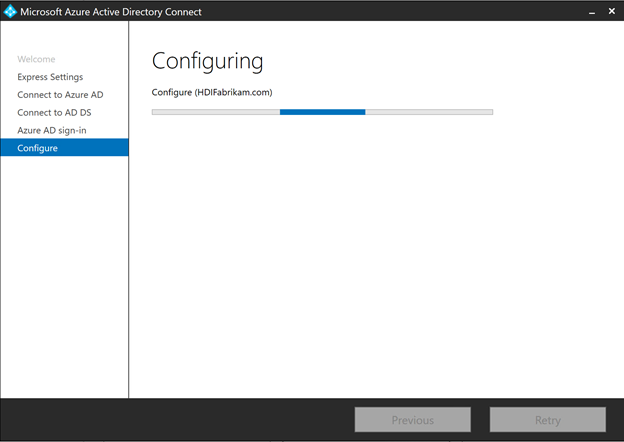 Microsoft Azure Active Directory Connect
Welcome
Express Settings
Connect to Azure AD
Connect to AD DS
Azure AD sign-in
Configure
Configuring
Configure (HDIFabrikam.com)
Previous
Retry